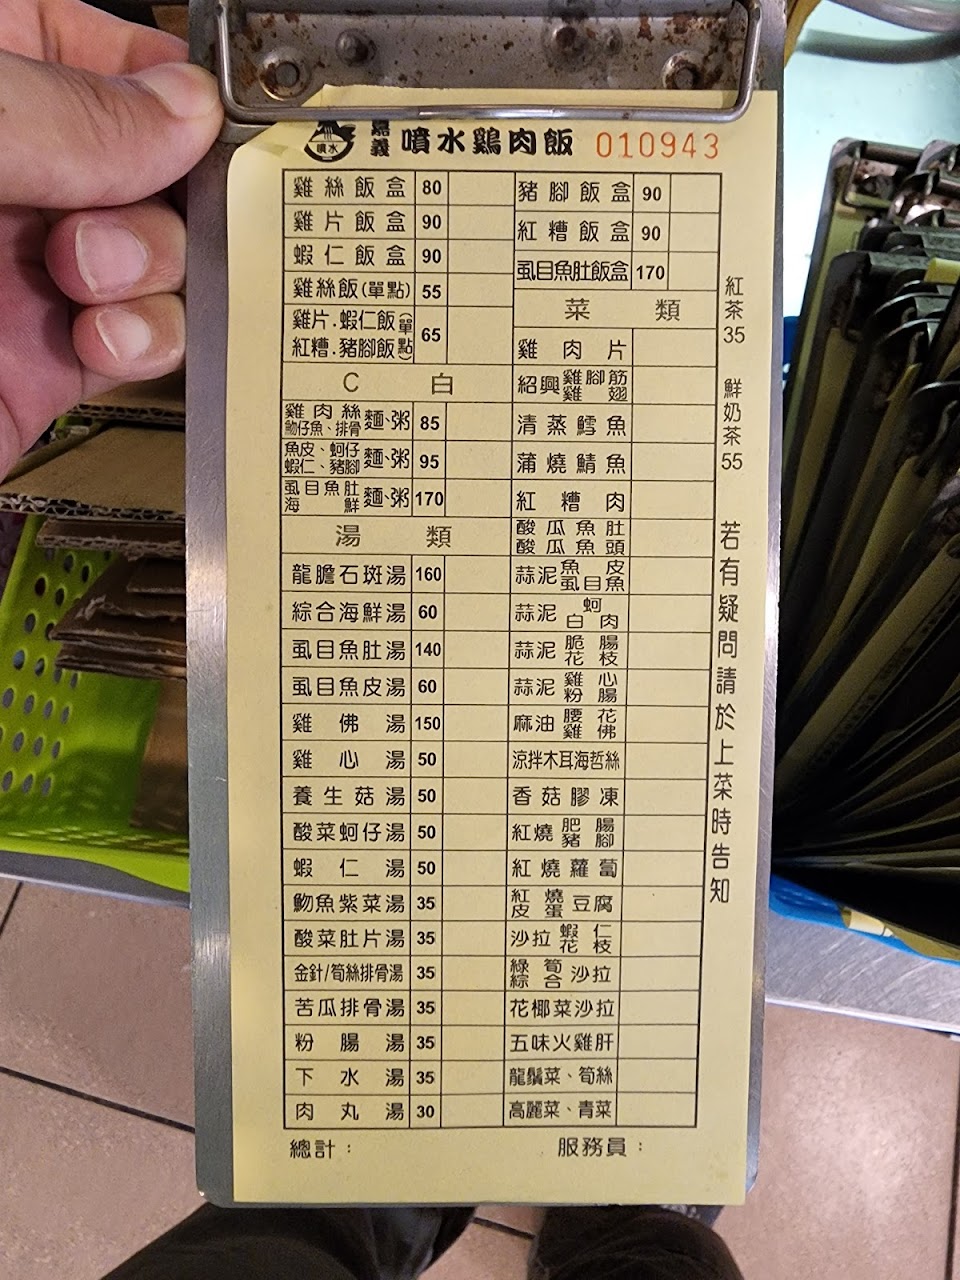 噴水
嘉義 噴水鷄肉飯 010943
雞絲飯盒 80
雞片飯盒 90
蝦仁飯盒 90
雞絲飯(單點) 55
雞片.蝦仁飯(單點)
紅糟.豬腳飯 65
C 白
雞肉絲
魩仔魚、排骨 麵、粥 85
魚皮、蚵仔
蝦仁、豬腳 麵、粥 95
虱目魚肚
海鮮 麵、粥 170
湯類
龍膽石斑湯 160
綜合海鮮湯 60
虱目魚肚湯 140
虱目魚皮湯 60
雞佛湯 150
雞心湯 50
養生菇湯 50
酸菜蚵仔湯 50
蝦仁湯 50
魩魚紫菜湯 35
酸菜肚片湯 35
金針/筍絲排骨湯 35
苦瓜排骨湯 35
粉腸湯 35
下水湯 35
肉丸湯 30
總計：
豬腳飯盒 90
紅糟飯盒 90
虱目魚肚飯盒 170
菜類
雞肉片
紹興 雞腳筋
雞翅
清蒸鱈魚
蒲燒鯖魚
紅糟肉
酸瓜魚肚
酸瓜魚頭
蒜泥 魚皮
虱目魚
蒜泥 蚵
白肉
蒜泥 脆腸
花枝
蒜泥 雞心
粉腸
麻油 腰花
雞佛
涼拌木耳海哲絲
香菇膠凍
紅燒 肥腸
豬腳
紅燒蘿蔔
紅燒
皮蛋 豆腐
沙拉 蝦仁
花枝
綠筍
綜合 沙拉
花椰菜沙拉
五味火雞肝
龍鬚菜、筍絲
高麗菜、青菜
服務員：
紅茶35 鮮奶茶55
若有疑問請於上菜時告知